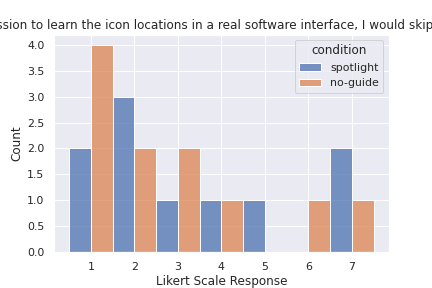 ssion to learn the icon locations in a real software interface, I would skip
condition
spotlight
no-guide
4.0
3.5
3.0
2.5
2.0
1.5
1.0
0.5
0.0
Count
1 2 3 4 5 6 7
Likert Scale Response